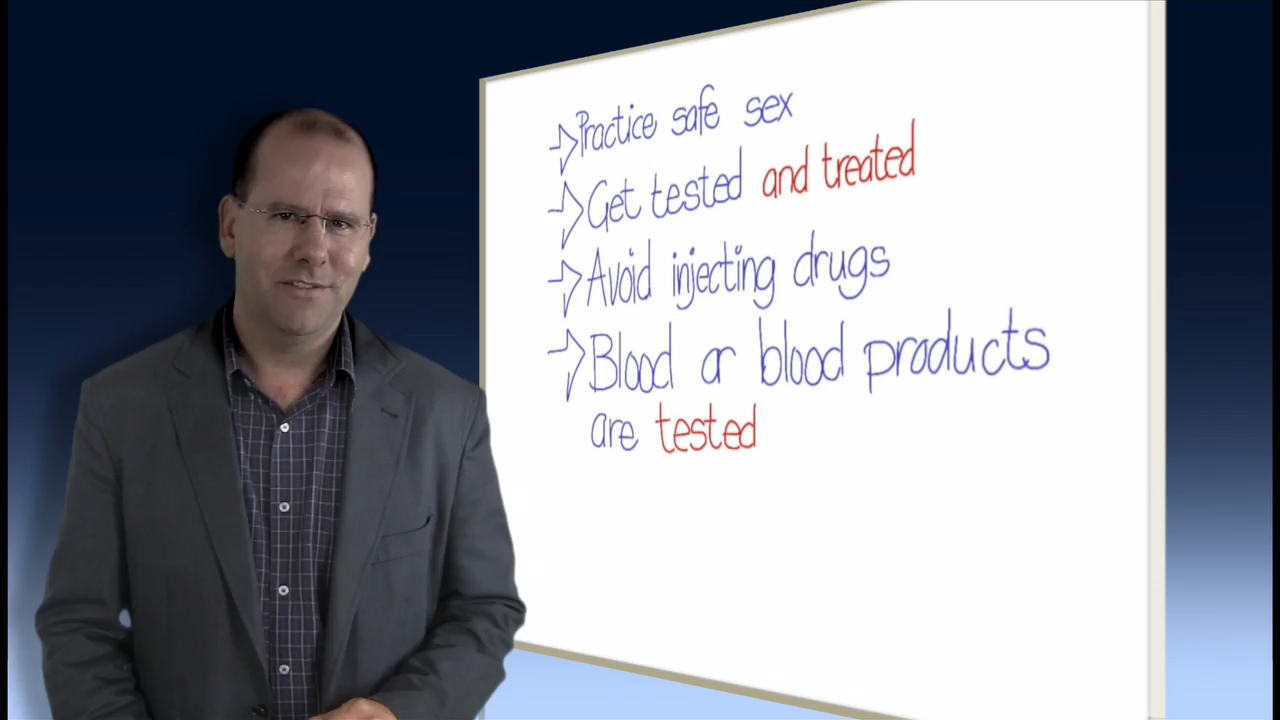 Practice safe sex
Get tested and treated
Avoid injecting drugs
Blood or blood products
are tested